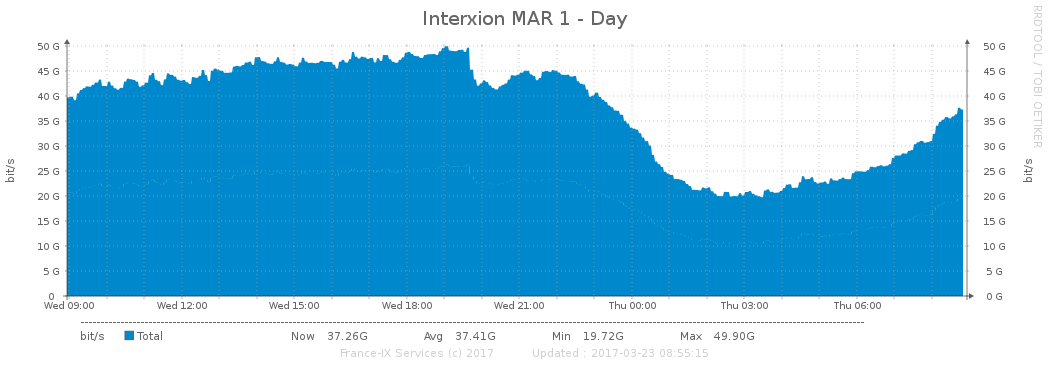 Interxion MAR 1 - Day
RRDTOOL / TOBI OETIKER
bit/s
bit/s
50 G 50 G
45 G 45 G
40 G 40 G
35 G 35 G
30 G 30 G
25 G 25 G
20 G 20 G
15 G 15 G
10 G 10 G
5 G 5 G
0 0 G
Wed 09:00 Wed 12:00 Wed 15:00 Wed 18:00 Wed 21:00 Thu 00:00 Thu 03:00 Thu 06:00
bit/s Total Now 37.26G Avg 37.41G Min 19.72G Max 49.90G
France-IX Services (c) 2017 Updated : 2017-03-23 08:55:15